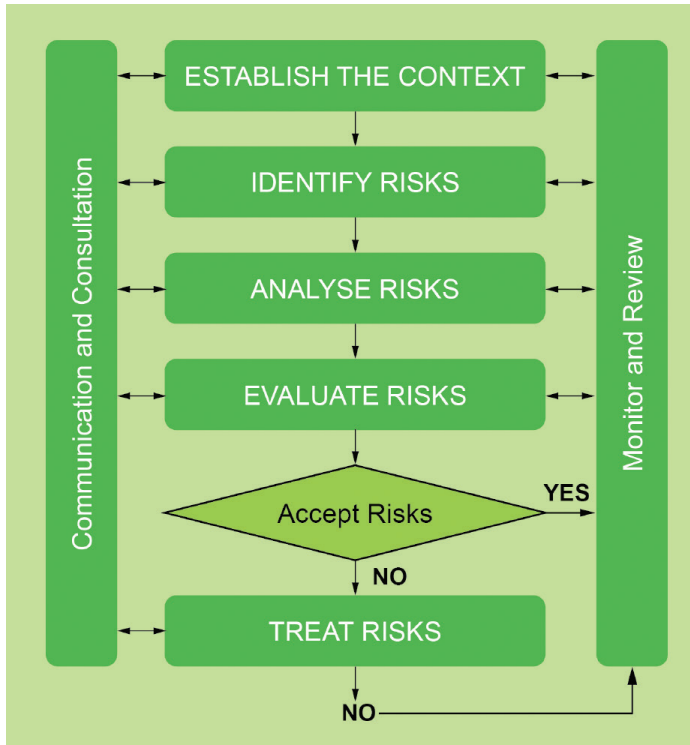 ESTABLISH THE CONTEXT
IDENTIFY RISKS
ANALYSE RISKS
EVALUATE RISKS
Accept Risks
YES
NO
TREAT RISKS
NO
Communication and Consultation
Monitor and Review